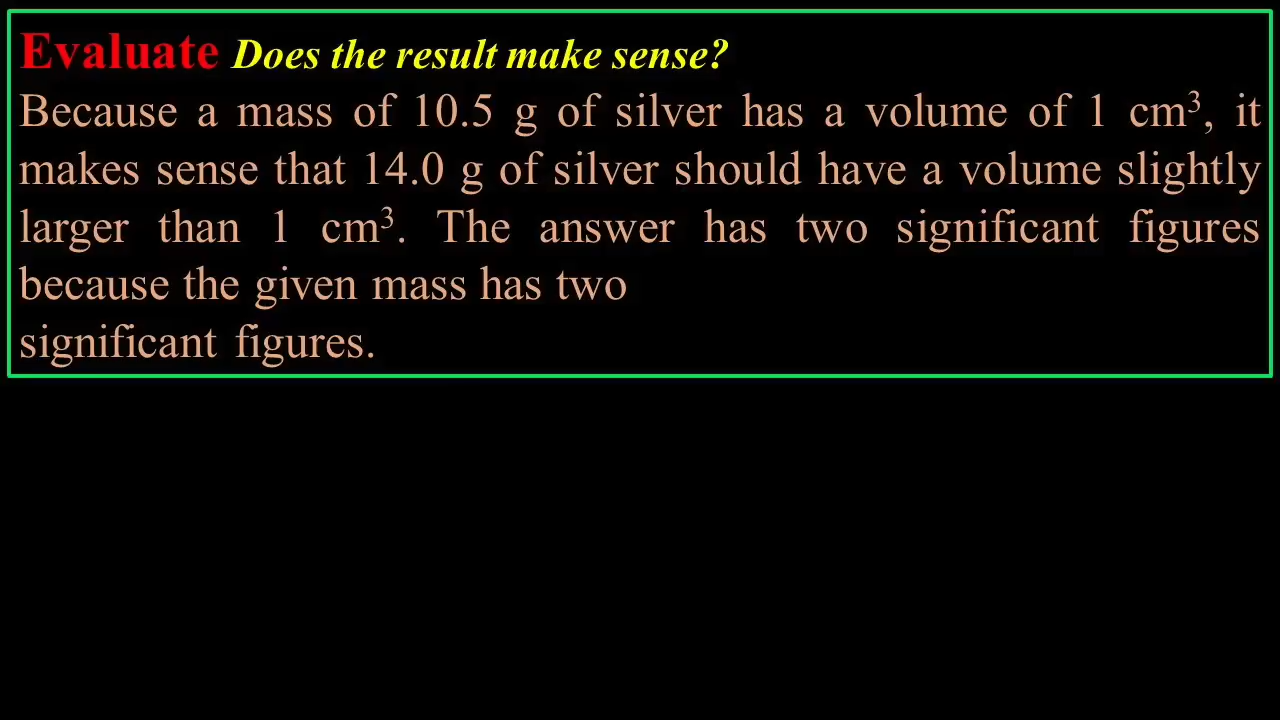 Evaluate Does the result make sense?
Because a mass of 10.5 g of silver has a volume of 1 cm³, it
makes sense that 14.0 g of silver should have a volume slightly
larger than 1 cm³. The answer has two significant figures
because the given mass has two
significant figures.